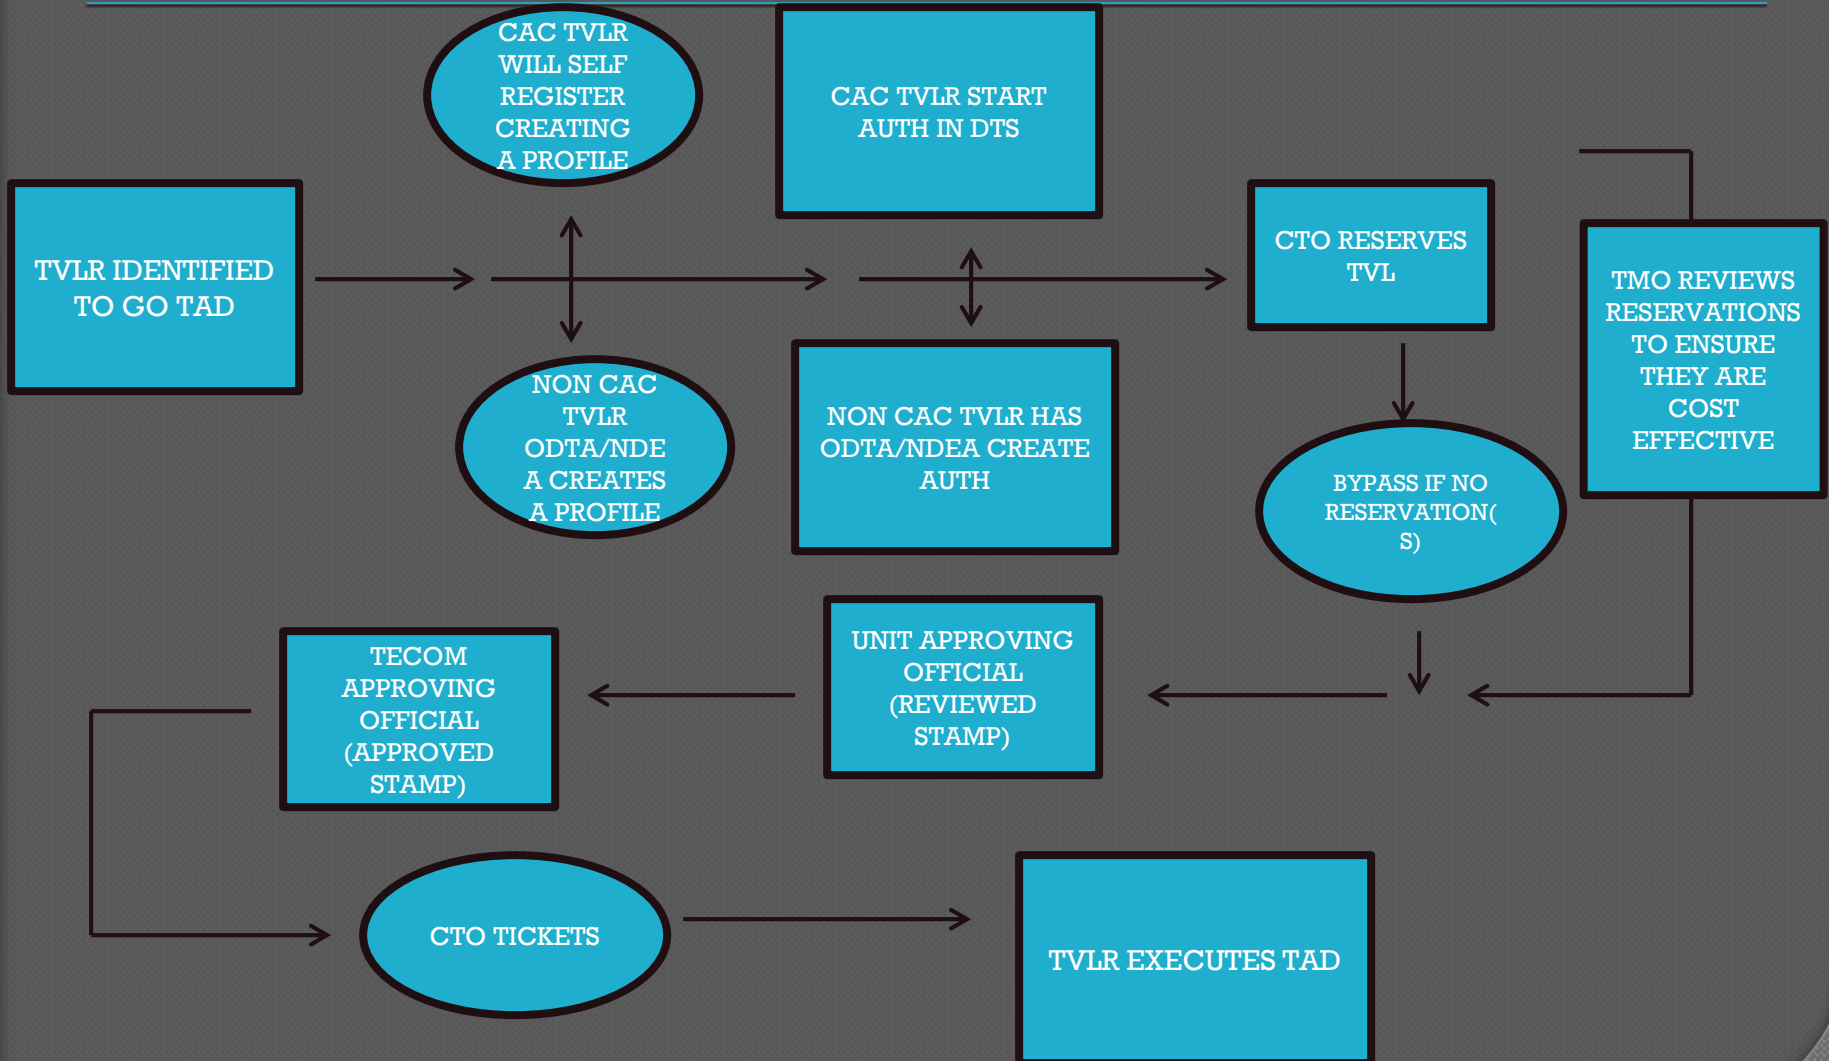 CAC TVLR
WILL SELF
REGISTER
CREATING
A PROFILE
CAC TVLR START
AUTH IN DTS
TVLR IDENTIFIED
TO GO TAD
CTO RESERVES
TVL
TMO REVIEWS
RESERVATIONS
TO ENSURE
THEY ARE
COST
EFFECTIVE
NON CAC
TVLR
ODTA/NDE
A CREATES
A PROFILE
NON CAC TVLR HAS
ODTA/NDEA CREATE
AUTH
BYPASS IF NO
RESERVATION(
S)
UNIT APPROVING
OFFICIAL
(REVIEWED
STAMP)
TECOM
APPROVING
OFFICIAL
(APPROVED
STAMP)
CTO TICKETS
TVLR EXECUTES TAD